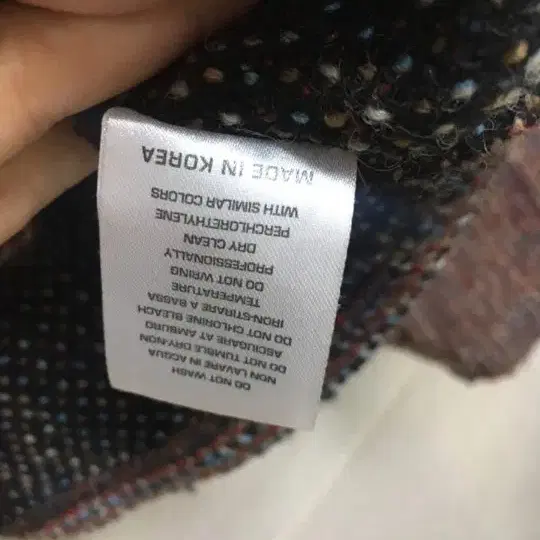 DO NOT WASH
NON LAVARE IN ACQUA
DO NOT TUMBLE DRY-NON
ASCIUGARE AT AMBURO
DO NOT CHLORINE BLEACH
IRON-STIRARE A BASSA
TEMPERATURE
DO NOT WRING
PROFESSIONALLY
DRY CLEAN
PERCHLORETHYLENE
WITH SIMILAR COLORS
MADE IN KOREA